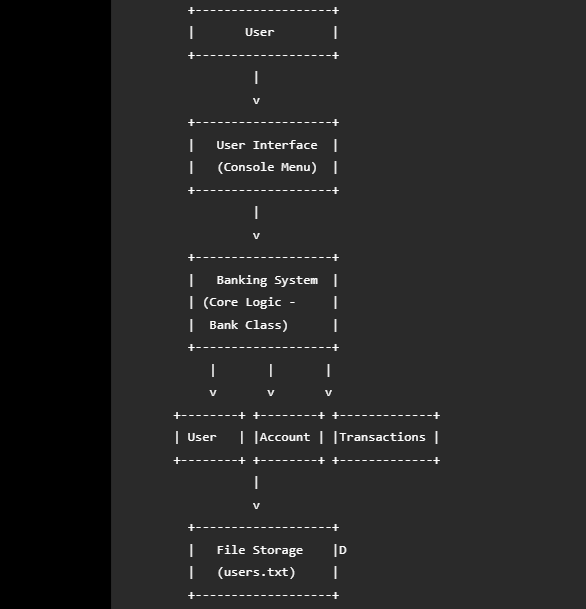 +-------------------+
|       User        |
+-------------------+
|
v
+-------------------+
|   User Interface  |
|   (Console Menu)  |
+-------------------+
|
v
+-------------------+
|   Banking System  |
| (Core Logic -     |
|  Bank Class)      |
+-------------------+
|       |       |
v       v       v
+--------+ +--------+ +-------------+
| User   | |Account | |Transactions |
+--------+ +--------+ +-------------+
|
v
+-------------------+
|   File Storage    |D
|   (users.txt)     |
+-------------------+